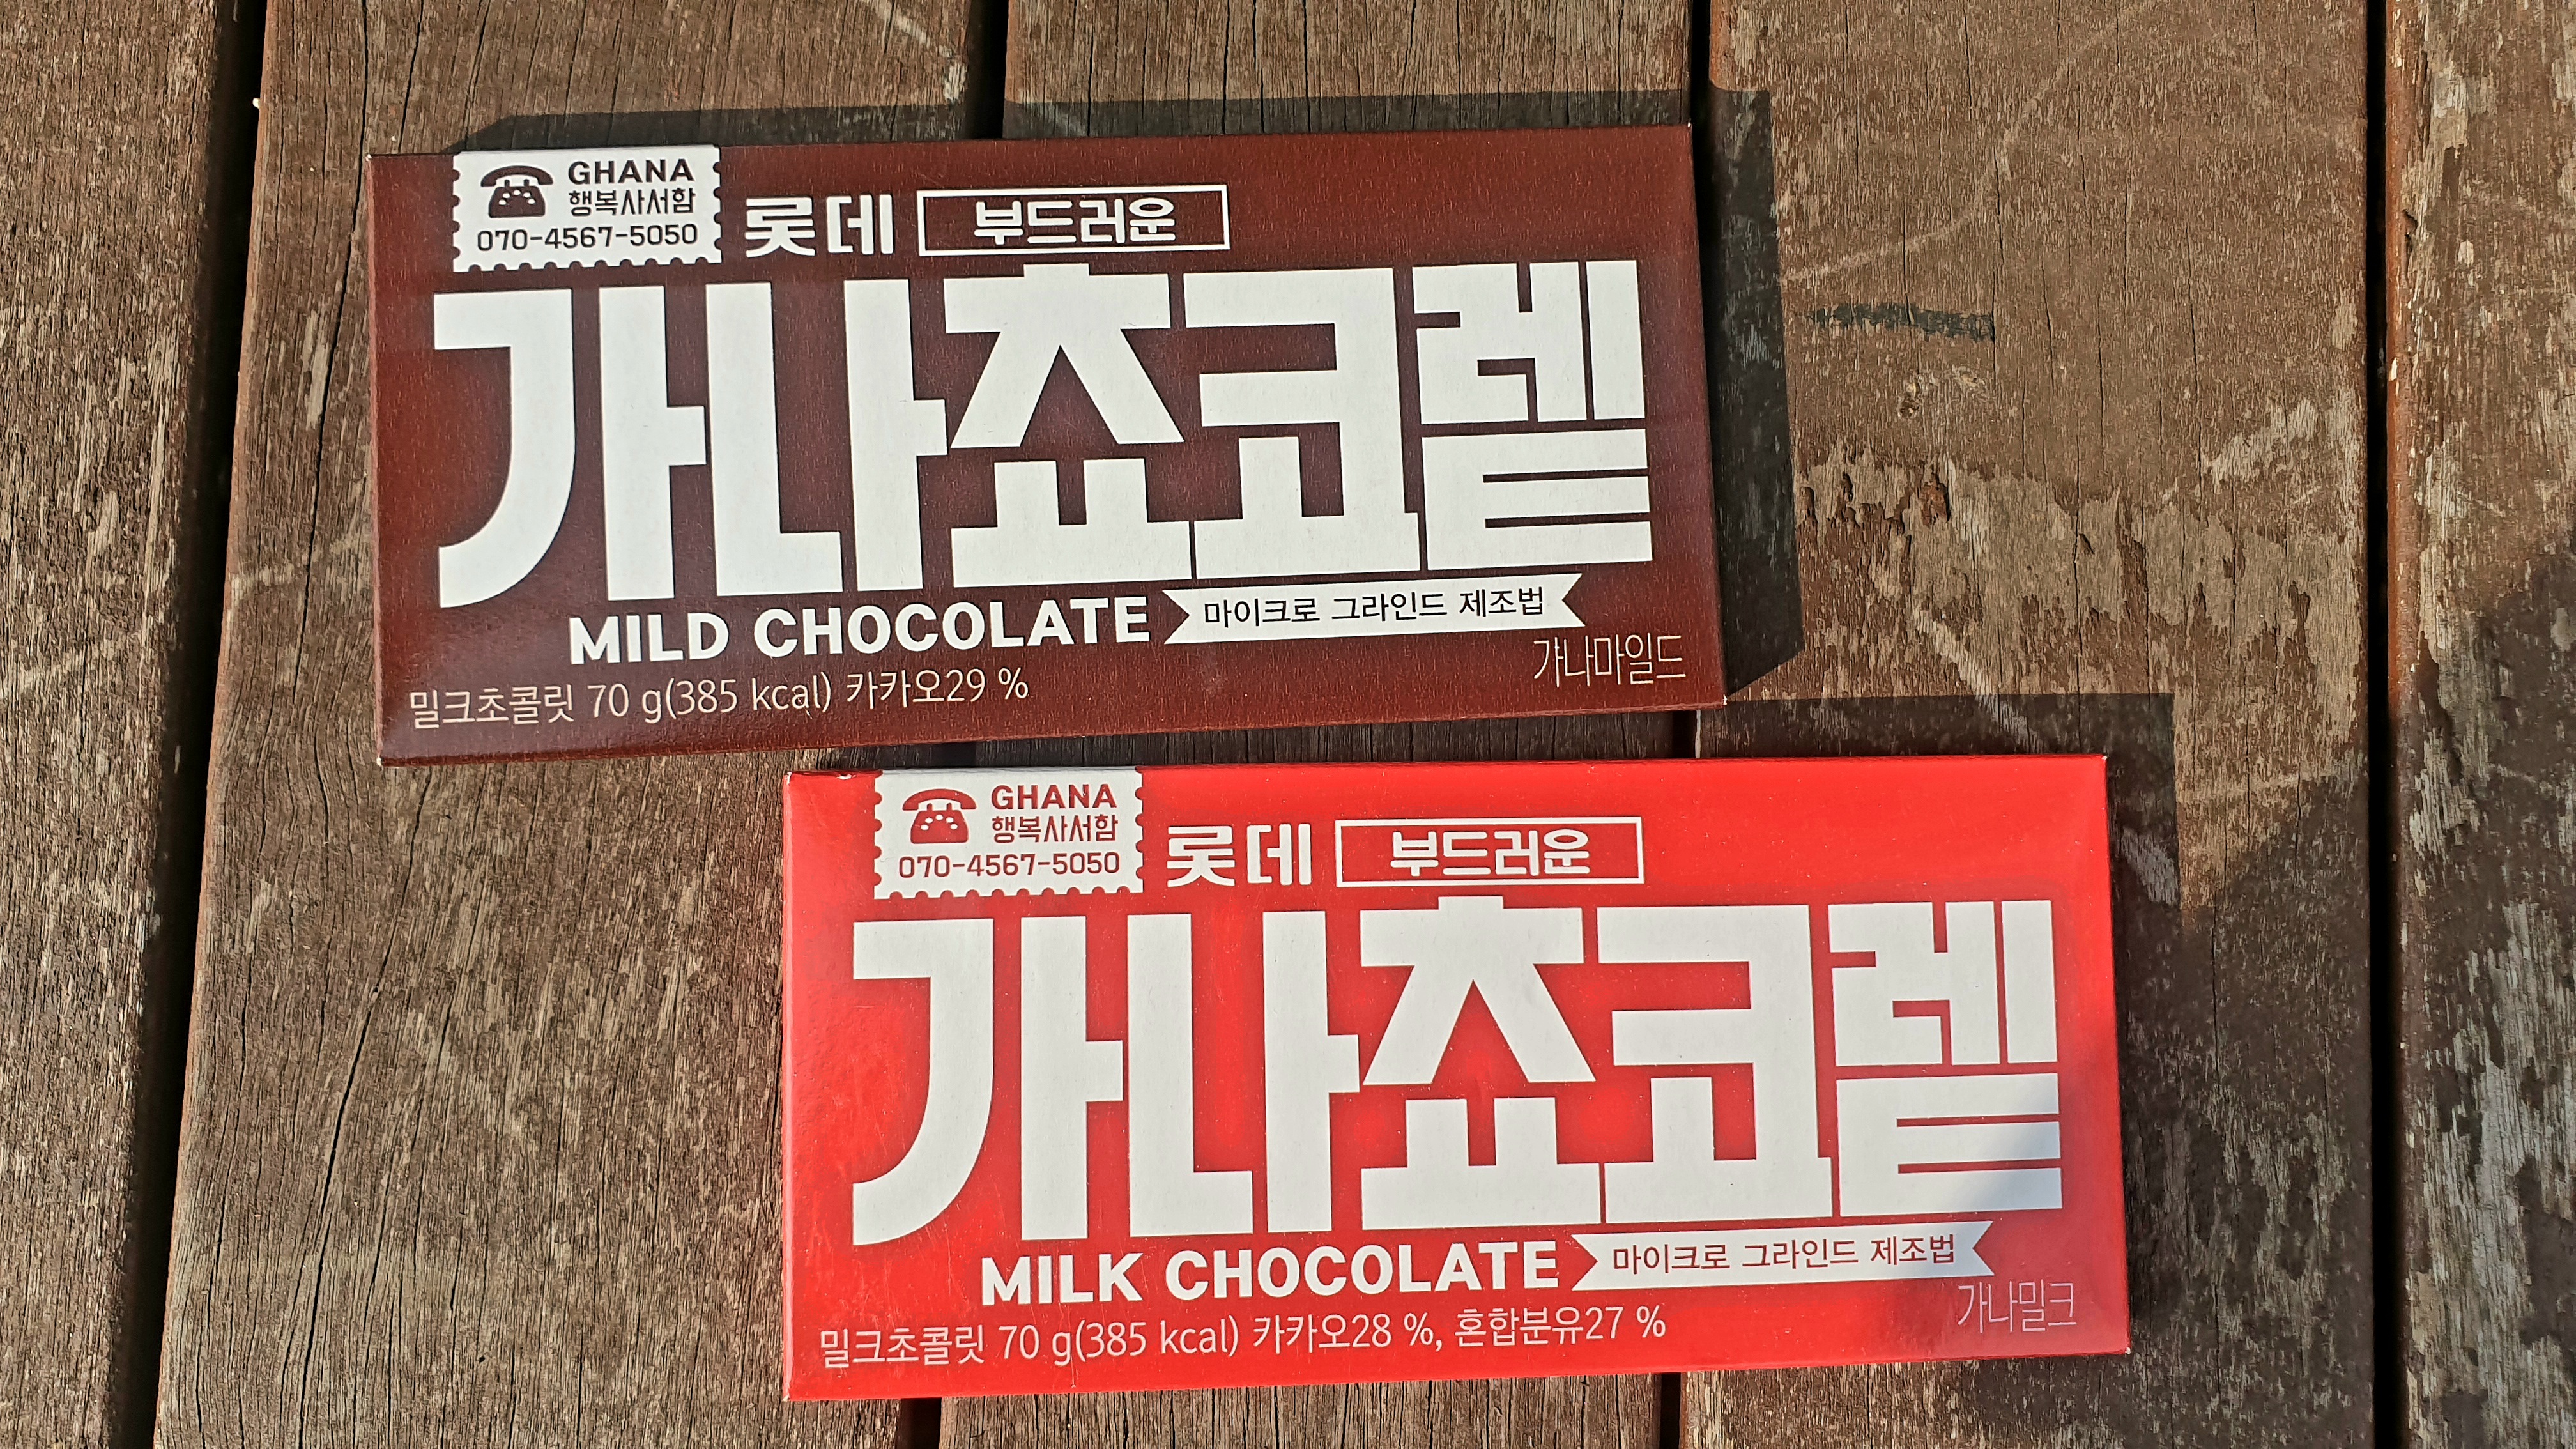 GHANA
행복사서함
070-4567-5050
롯데 부드러운
가나쵸코렡
MILD CHOCOLATE 마이크로 그라인드 제조법
가나마일드
밀크초콜릿 70 g(385 kcal) 카카오29 %
GHANA
행복사서함
070-4567-5050
롯데 부드러운
가나쵸코렡
MILK CHOCOLATE 마이크로 그라인드 제조법
가나밀크
밀크초콜릿 70 g(385 kcal) 카카오28 %, 혼합분유27 %